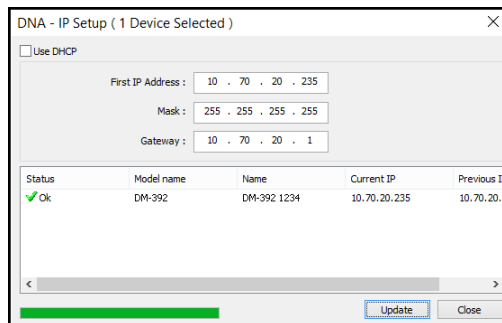 DNA - IP Setup ( 1 Device Selected )
Use DHCP
First IP Address : 10 . 70 . 20 . 235
Mask : 255 . 255 . 255 . 255
Gateway : 10 . 70 . 20 . 1
Status Model name Name Current IP Previous I
Ok DM-392 DM-392 1234 10.70.20.235 10.70.20.
Update Close